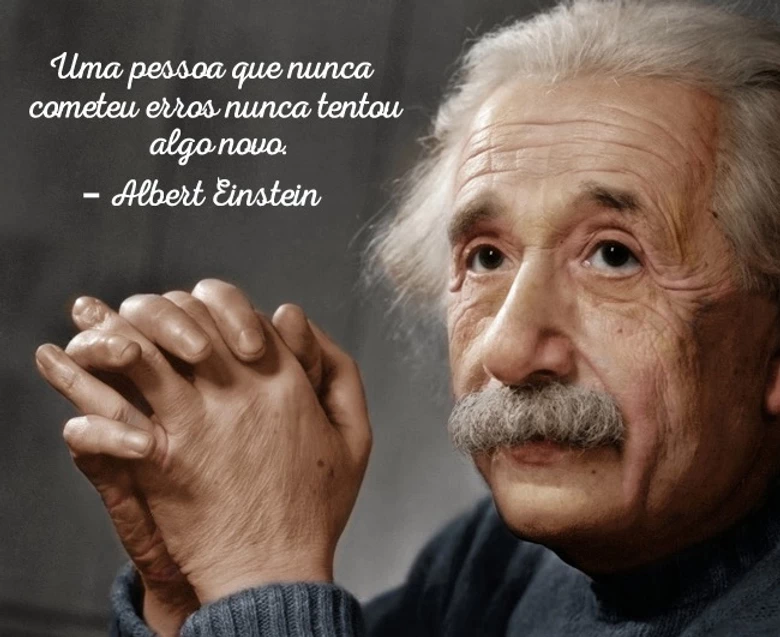 Uma pessoa que nunca
cometeu erros nunca tentou
algo novo.
- Albert Einstein